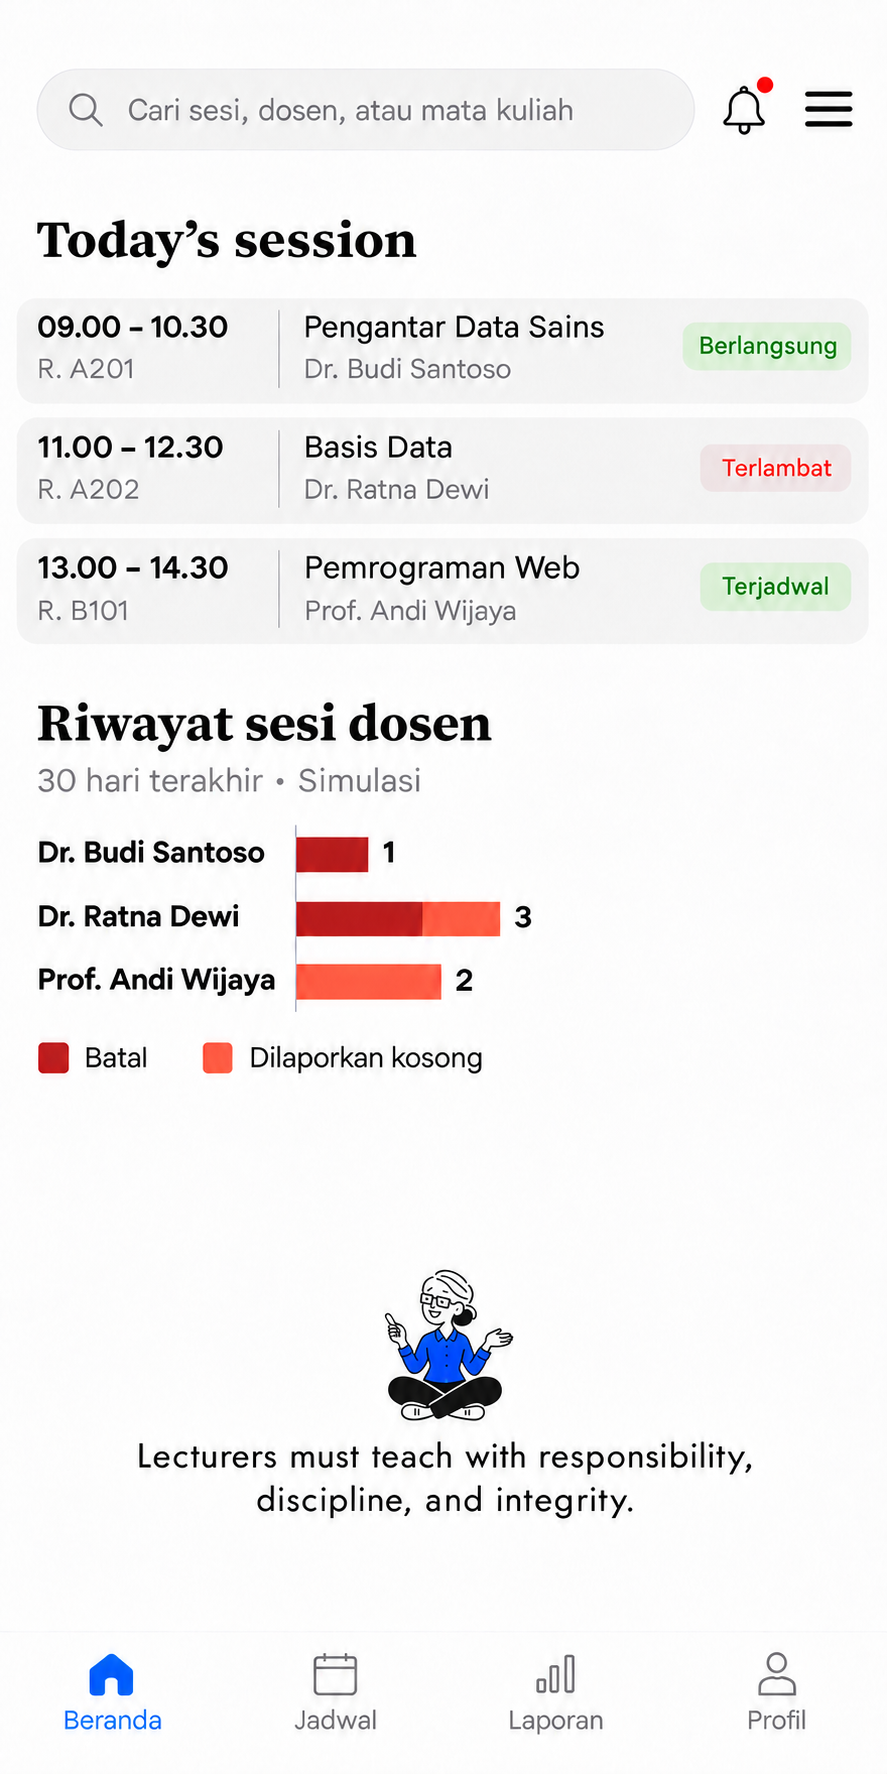 Cari sesi, dosen, atau mata kuliah
Today’s session
09.00 – 10.30
R. A201
Pengantar Data Sains
Dr. Budi Santoso
Berlangsung
11.00 – 12.30
R. A202
Basis Data
Dr. Ratna Dewi
Terlambat
13.00 – 14.30
R. B101
Pemrograman Web
Prof. Andi Wijaya
Terjadwal
Riwayat sesi dosen
30 hari terakhir • Simulasi
Dr. Budi Santoso 1
Dr. Ratna Dewi 3
Prof. Andi Wijaya 2
Batal Dilaporkan kosong
Lecturers must teach with responsibility,
discipline, and integrity.
Beranda Jadwal Laporan Profil